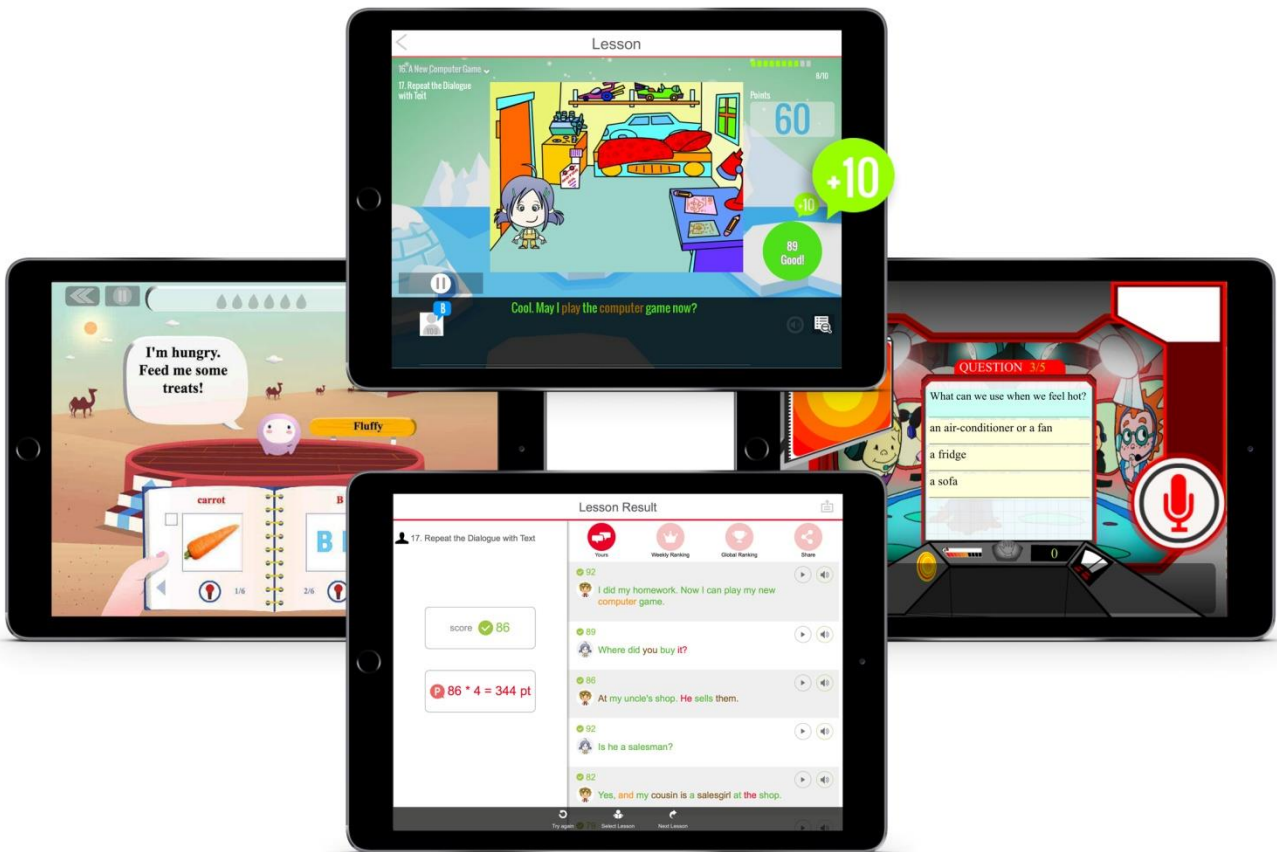 Lesson
16. A New Computer Game
17. Repeat the Dialogue
with Text
8/10
Points
60
+10
+10
89
Good!
8
YOU
Cool. May I play the computer game now?
I'm hungry.
Feed me some
treats!
Fluffy
carrot
1/6
B
2/6
QUESTION 3/5
What can we use when we feel hot?
an air-conditioner or a fan
a fridge
a sofa
0
Lesson Result
17. Repeat the Dialogue with Text
score 86
P 86 * 4 = 344 pt
Yours
Weekly Ranking
Global Ranking
Share
92
I did my homework. Now I can play my new
computer game.
89
Where did you buy it?
86
At my uncle's shop. He sells them.
92
Is he a salesman?
82
Yes, and my cousin is a salesgirl at the shop.
Try again
Select Lesson
Next Lesson